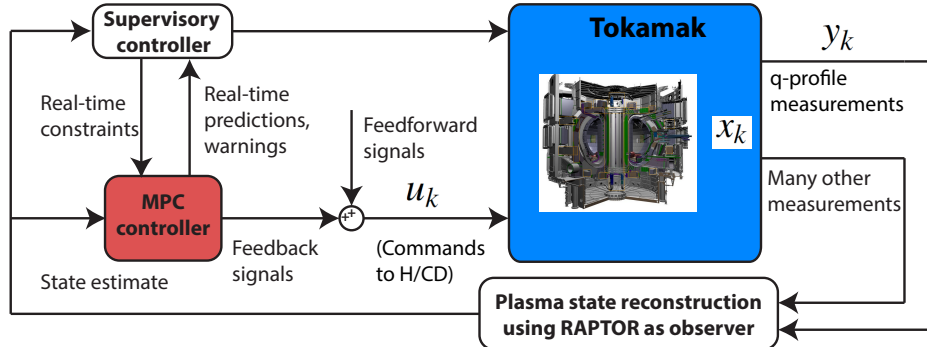 Supervisory
controller
Tokamak
y_k
q-profile
measurements
Real-time
constraints
Real-time
predictions,
warnings
Feedforward
signals
x_k
Many other
measurements
MPC
controller
u_k
++
Feedback
signals
(Commands
to H/CD)
State estimate
Plasma state reconstruction
using RAPTOR as observer